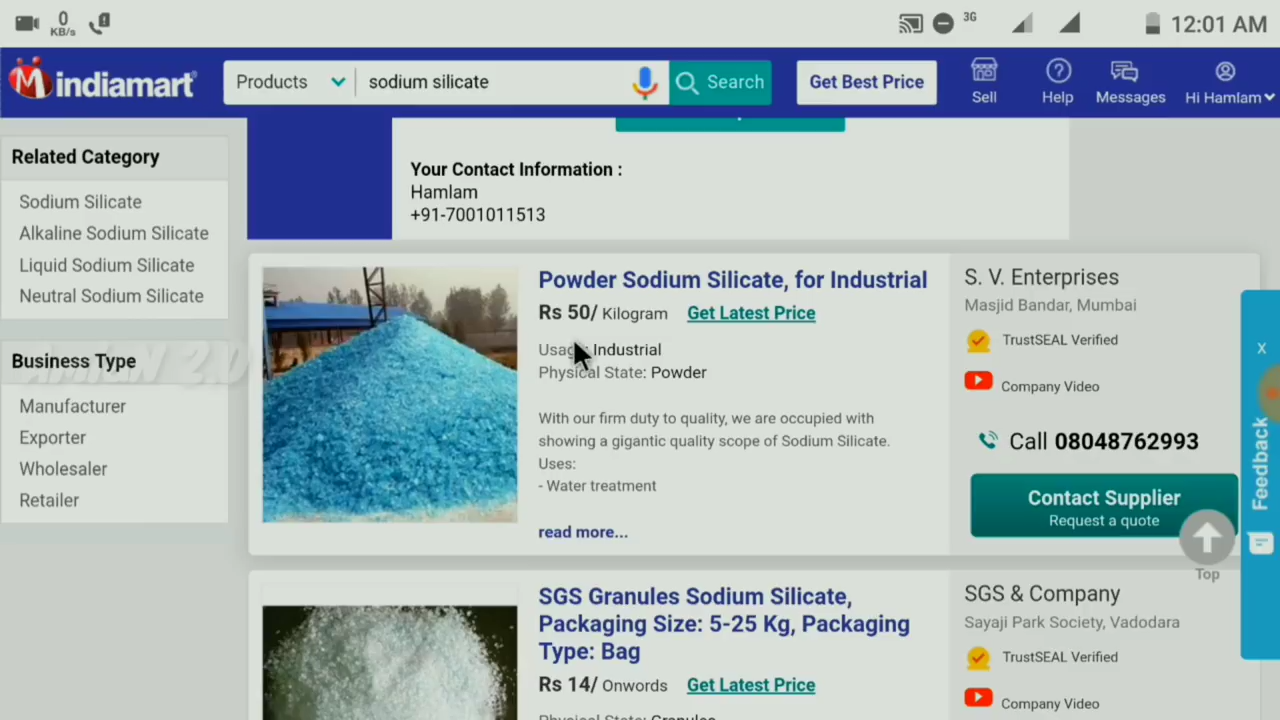 0
KB/s
3G
12:01 AM
indiamart
Products
sodium silicate
Search
Get Best Price
Sell
Help
Messages
Hi Hamlam
Related Category
Sodium Silicate
Alkaline Sodium Silicate
Liquid Sodium Silicate
Neutral Sodium Silicate
Business Type
Manufacturer
Exporter
Wholesaler
Retailer
Your Contact Information :
Hamlam
+91-7001011513
Powder Sodium Silicate, for Industrial
Rs 50/ Kilogram Get Latest Price
Industrial
Physical State: Powder
With our firm duty to quality, we are occupied with
showing a gigantic quality scope of Sodium Silicate.
Uses:
- Water treatment
read more...
S. V. Enterprises
Masjid Bandar, Mumbai
TrustSEAL Verified
Company Video
Call 08048762993
Contact Supplier
Request a quote
Top
x
Feedback
SGS Granules Sodium Silicate,
Packaging Size: 5-25 Kg, Packaging
Type: Bag
Rs 14/ Onwords Get Latest Price
SGS & Company
Sayaji Park Society, Vadodara
TrustSEAL Verified
Company Video